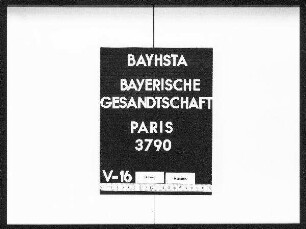 BAYHSTA
BAYERISCHE
GESANDTSCHAFT
PARIS
3790
V-16